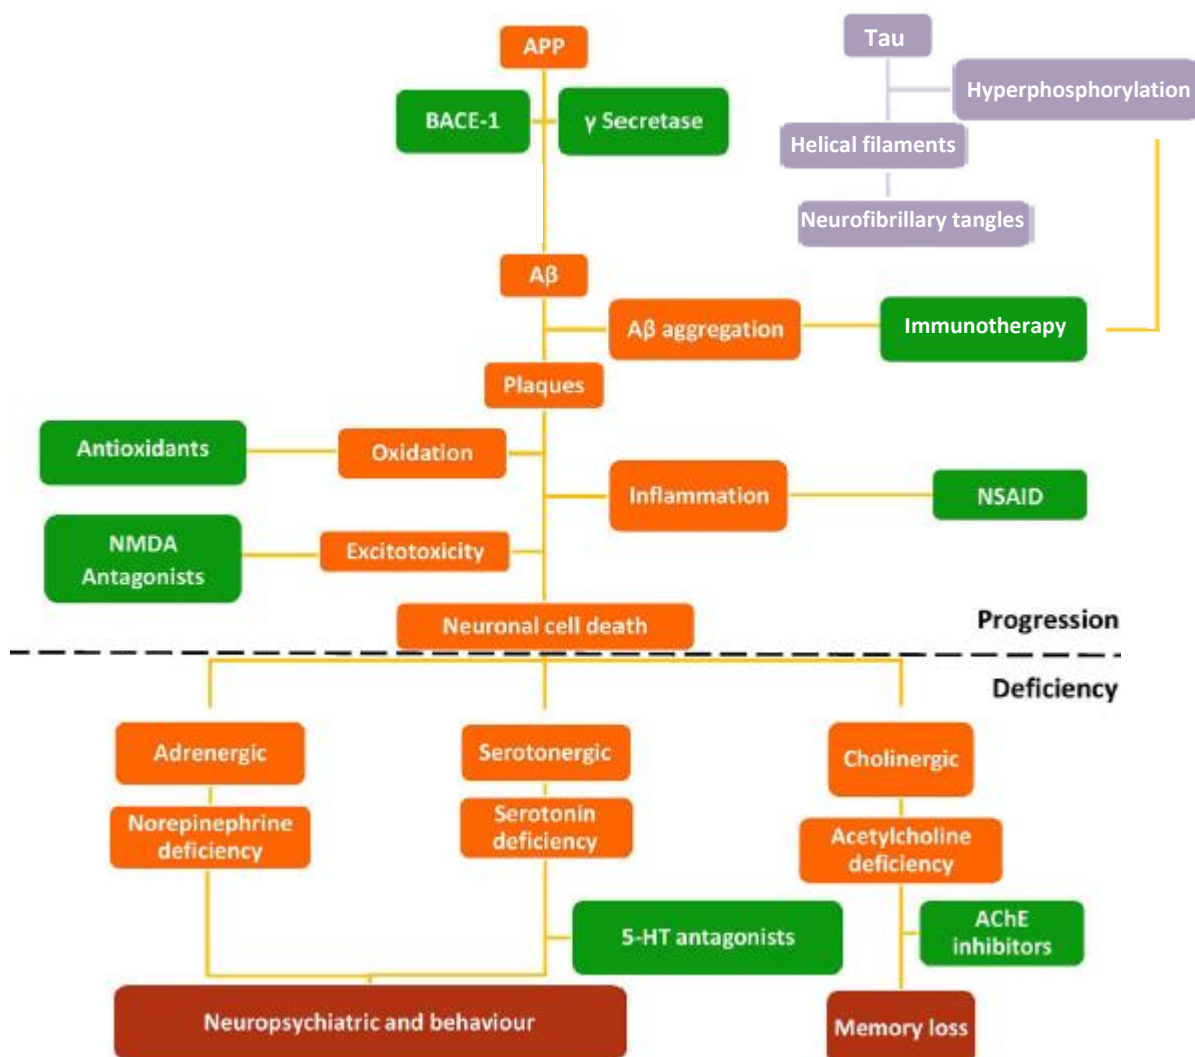 APP
Tau
Hyperphosphorylation
BACE-1
γ Secretase
Helical filaments
Neurofibrillary tangles
Aβ
Aβ aggregation
Immunotherapy
Plaques
Antioxidants
Oxidation
Inflammation
NSAID
NMDA
Antagonists
Excitotoxicity
Neuronal cell death
Progression
Deficiency
Adrenergic
Serotonergic
Cholinergic
Norepinephrine
deficiency
Serotonin
deficiency
Acetylcholine
deficiency
5-HT antagonists
AChE
inhibitors
Neuropsychiatric and behaviour
Memory loss